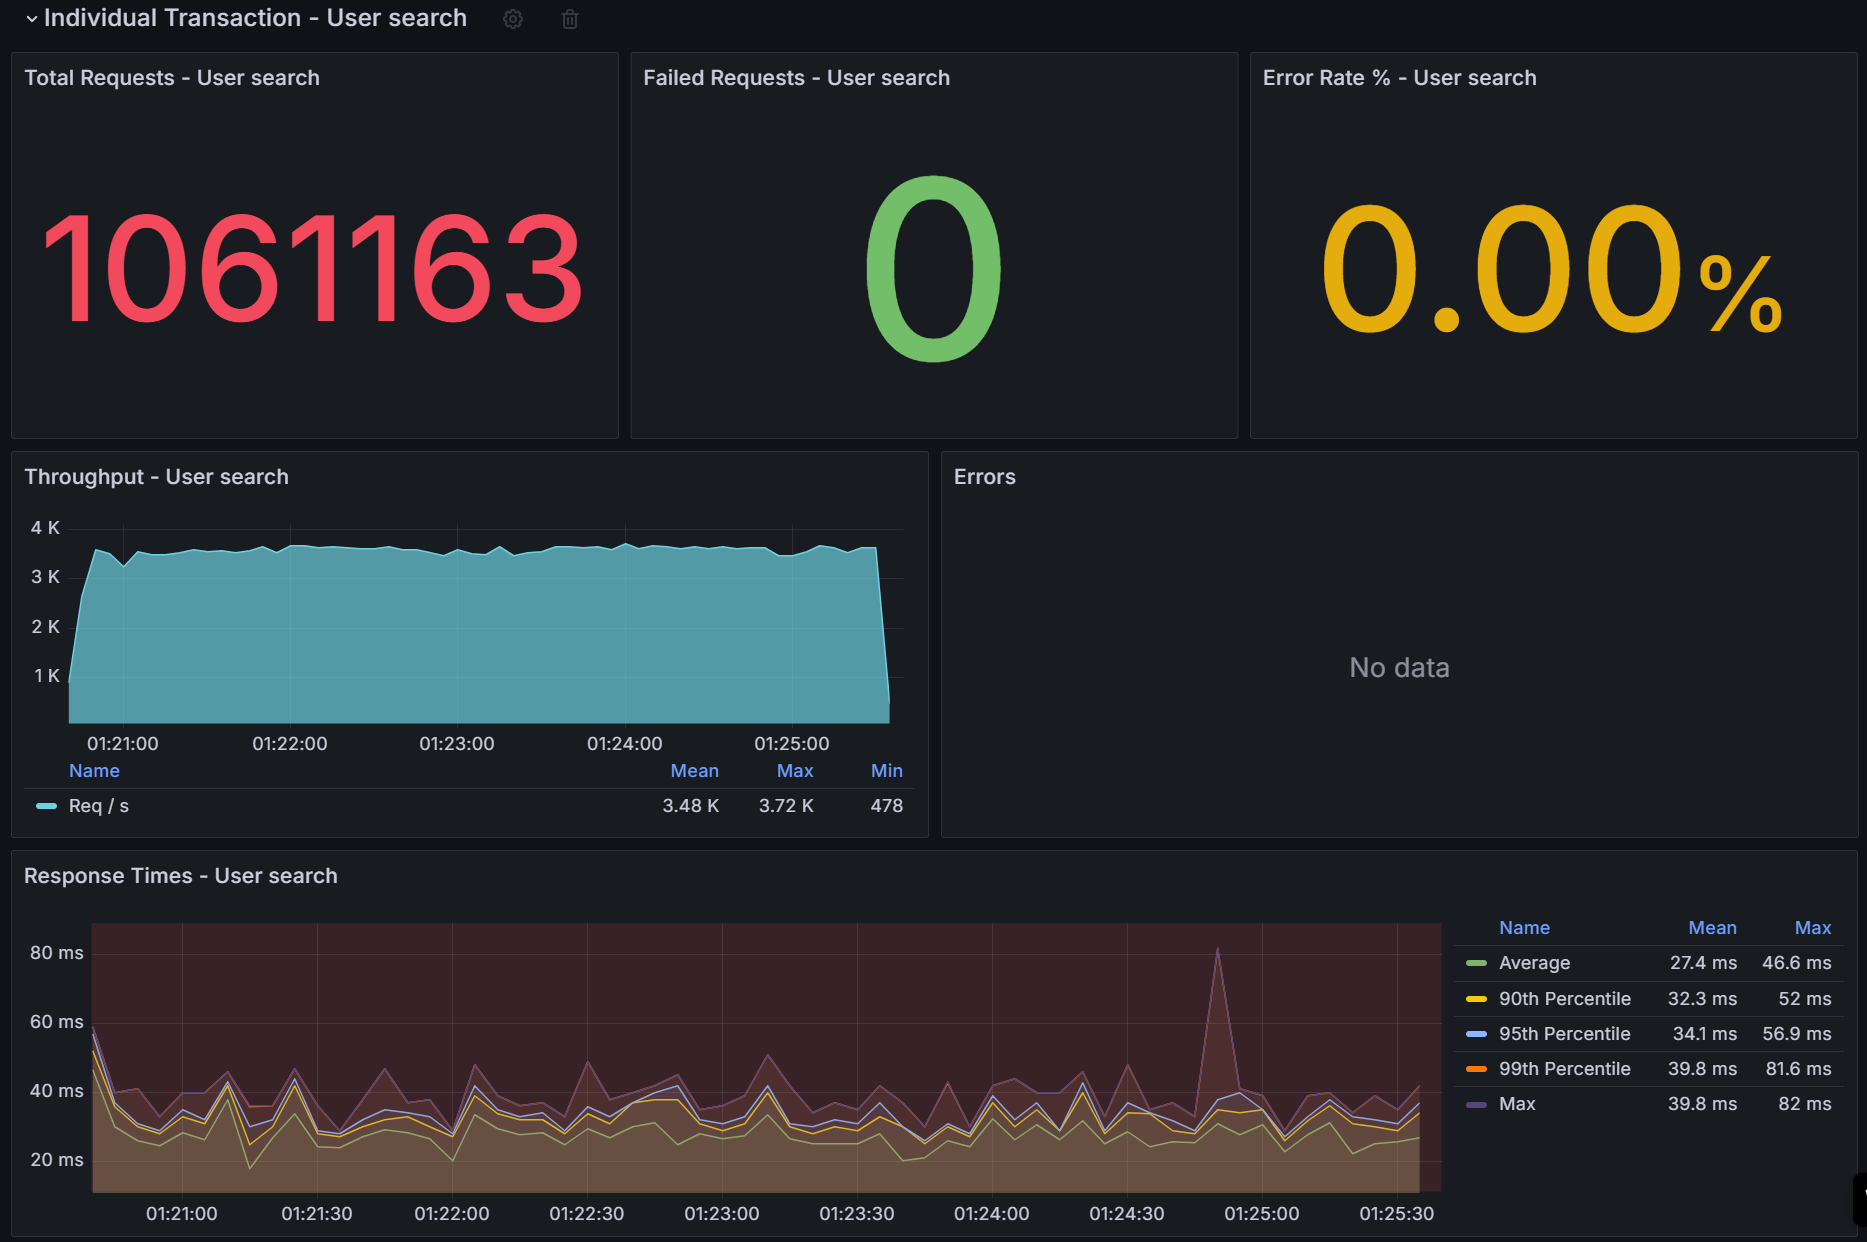 Individual Transaction - User search
Total Requests - User search
Failed Requests - User search
Error Rate % - User search
1061163
0
0.00%
Throughput - User search
4 K
3 K
2 K
1 K
01:21:00 01:22:00 01:23:00 01:24:00 01:25:00
Name Mean Max Min
Req / s 3.48 K 3.72 K 478
Errors
No data
Response Times - User search
80 ms
60 ms
40 ms
20 ms
01:21:00 01:21:30 01:22:00 01:22:30 01:23:00 01:23:30 01:24:00 01:24:30 01:25:00 01:25:30
Name Mean Max
Average 27.4 ms 46.6 ms
90th Percentile 32.3 ms 52 ms
95th Percentile 34.1 ms 56.9 ms
99th Percentile 39.8 ms 81.6 ms
Max 39.8 ms 82 ms